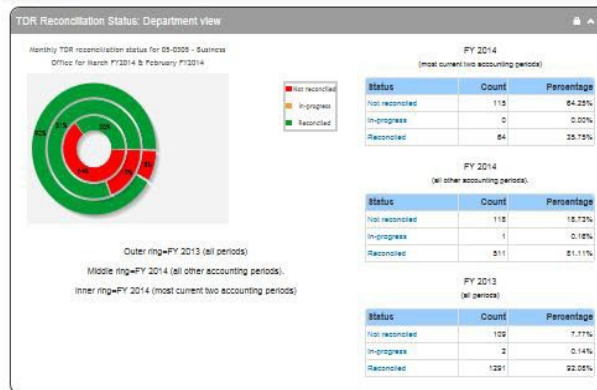 TDR Reconciliation Status: Department view
Monthly TDR reconciliation status for 05-0305 - Business
Office for March FY2014 & February FY2014
Not reconciled
In-progress
Reconciled
Outer ring=FY 2013 (all periods)
Middle ring=FY 2014 (all other accounting periods).
Inner ring=FY 2014 (most current two accounting periods)
FY 2014
(most current two accounting periods)
Status Count Percentage
Not reconciled 115 64.25%
In-progress 0 0.00%
Reconciled 64 35.75%
FY 2014
(all other accounting periods).
Status Count Percentage
Not reconciled 118 18.73%
In-progress 1 0.16%
Reconciled 511 81.11%
FY 2013
(all periods)
Status Count Percentage
Not reconciled 109 7.77%
In-progress 2 0.14%
Reconciled 1291 92.08%